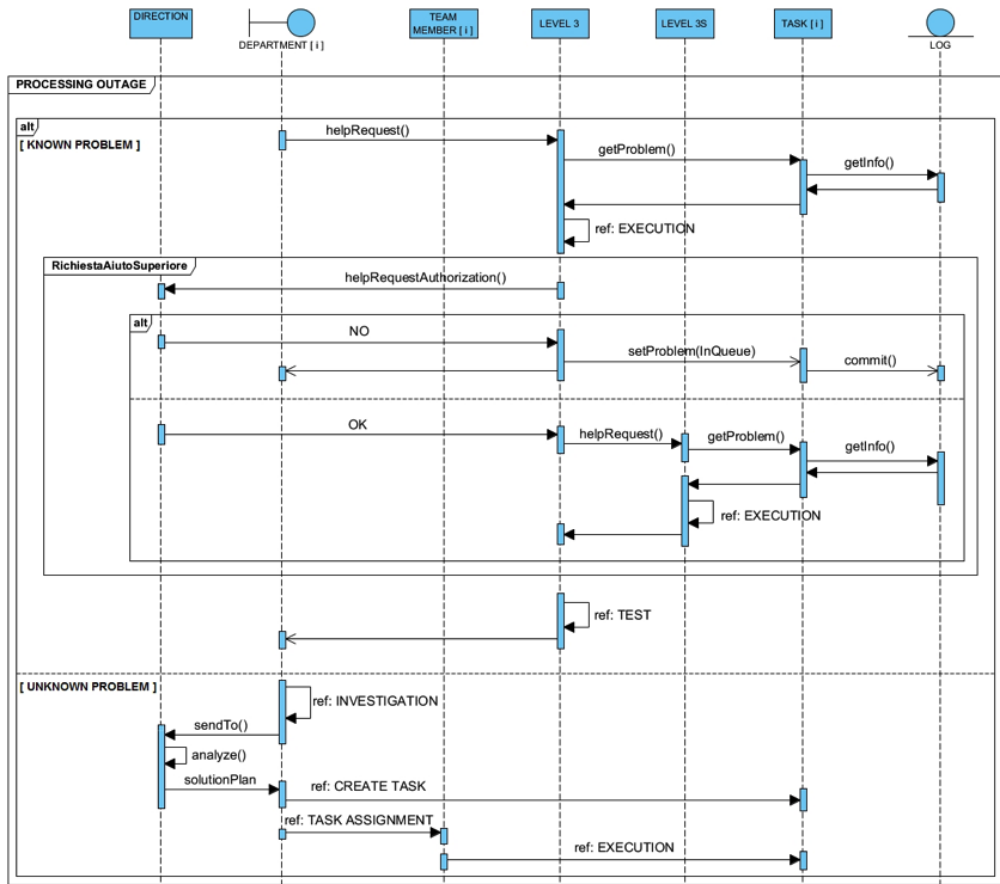 DIRECTION
DEPARTMENT [ i ]
TEAM
MEMBER [ i ]
LEVEL 3
LEVEL 3S
TASK [ i ]
LOG
PROCESSING OUTAGE
alt
[ KNOWN PROBLEM ]
helpRequest()
getProblem()
getInfo()
ref: EXECUTION
RichiestaAiutoSuperiore
helpRequestAuthorization()
alt
NO
setProblem(InQueue)
commit()
OK
helpRequest()
getProblem()
getInfo()
ref: EXECUTION
ref: TEST
[ UNKNOWN PROBLEM ]
ref: INVESTIGATION
sendTo()
analyze()
solutionPlan
ref: CREATE TASK
ref: TASK ASSIGNMENT
ref: EXECUTION